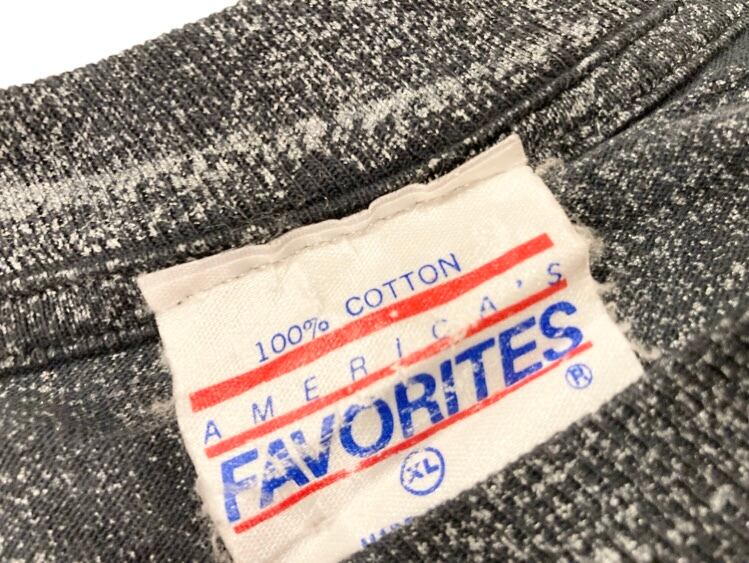 100% COTTON
AMERICA'S
FAVORITES
®
XL